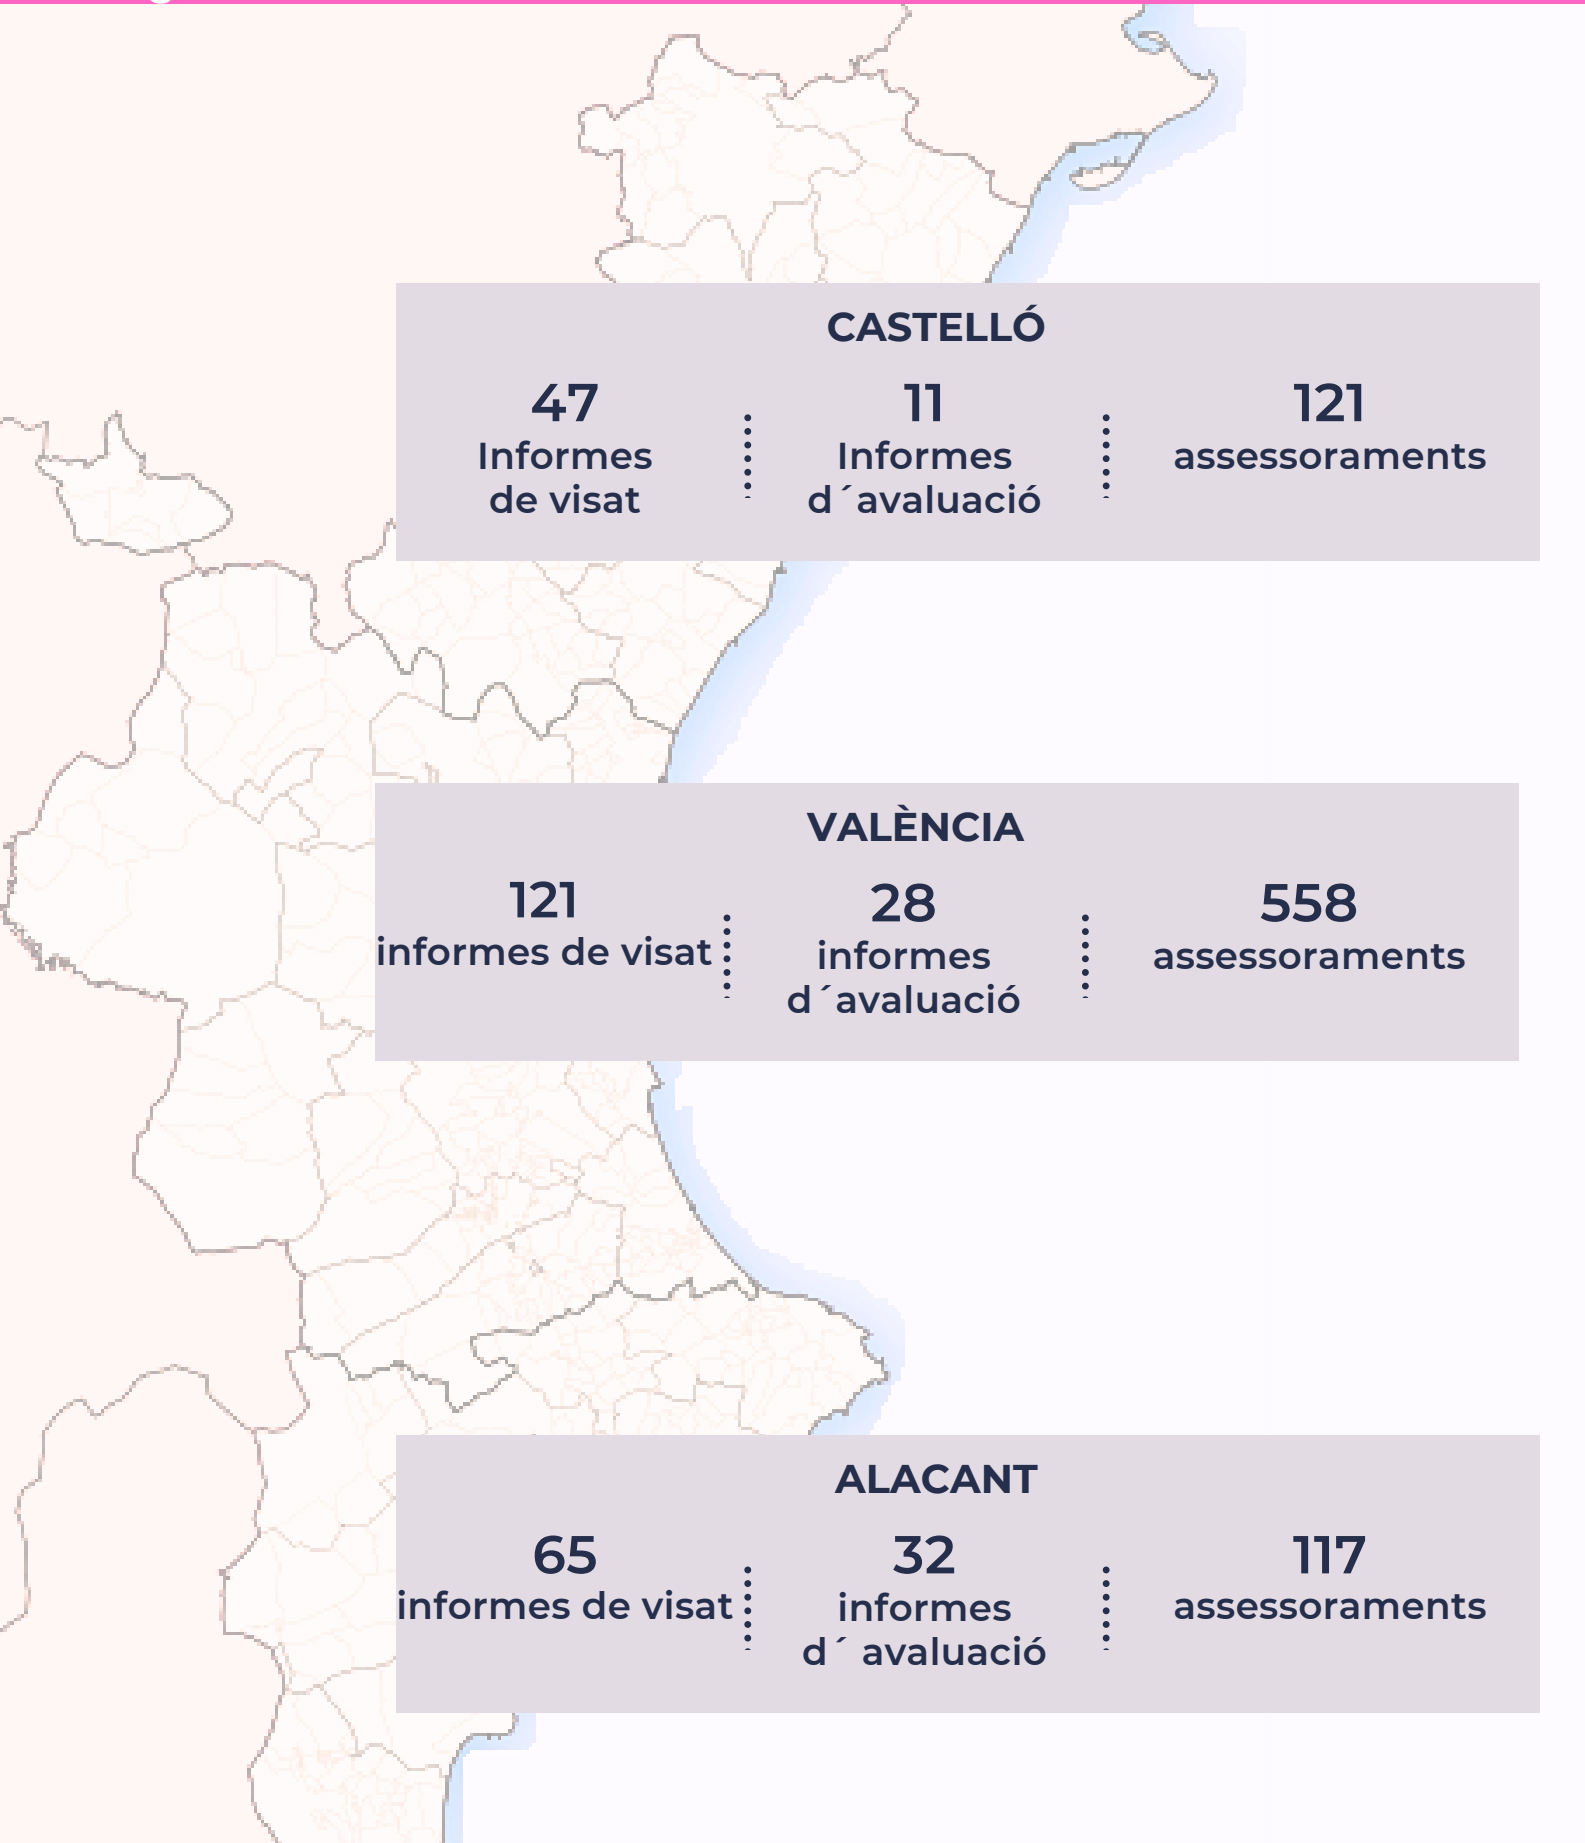 CASTELLÓ
47
Informes
de visat
11
Informes
d´avaluació
121
assessoraments
VALÈNCIA
121
informes de visat
28
informes
d´avaluació
558
assessoraments
ALACANT
65
informes de visat
32
informes
d´ avaluació
117
assessoraments